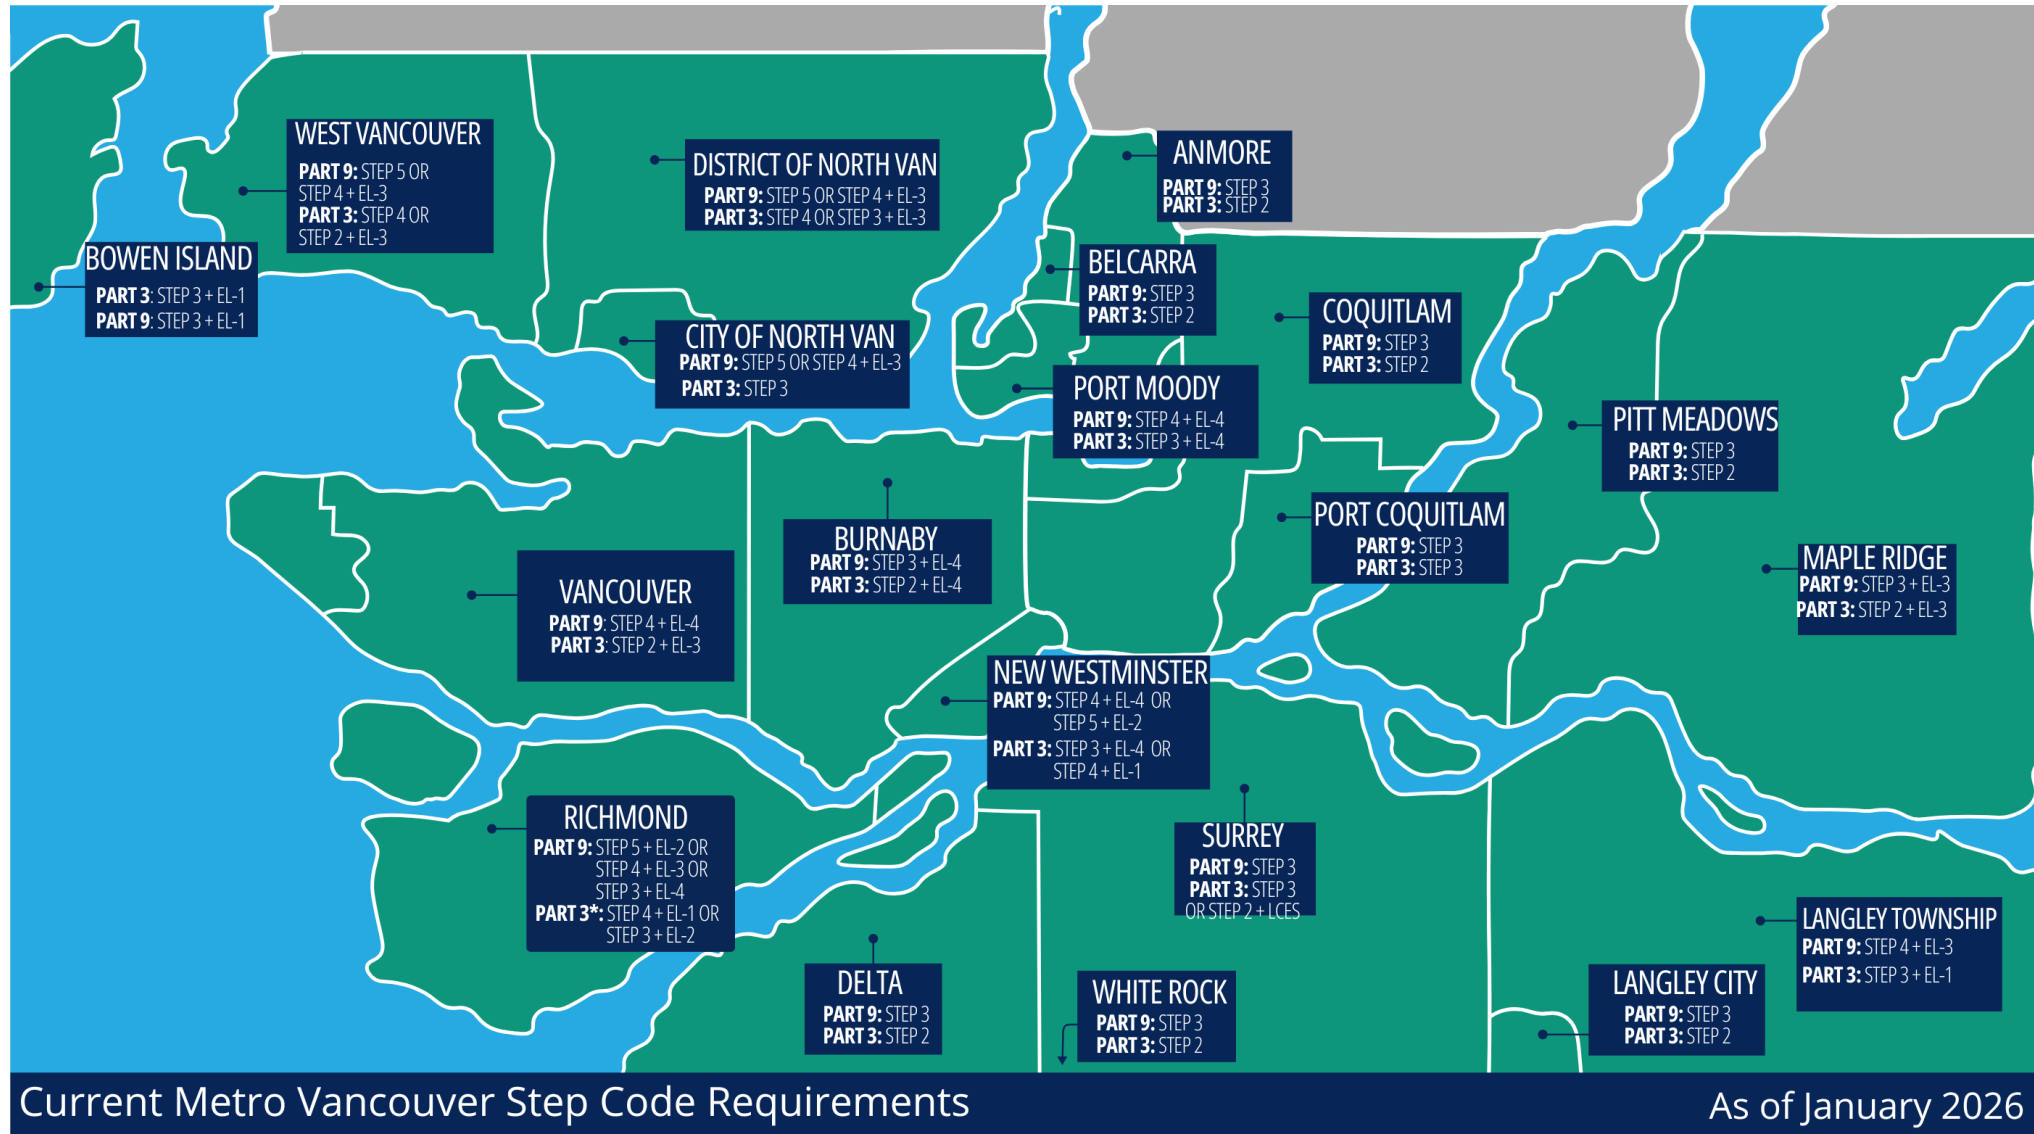 WEST VANCOUVER
PART 9: STEP 5 OR
STEP 4 + EL-3
PART 3: STEP 4 OR
STEP 2 + EL-3
DISTRICT OF NORTH VAN
PART 9: STEP 5 OR STEP 4 + EL-3
PART 3: STEP 4 OR STEP 3 + EL-3
ANMORE
PART 9: STEP 3
PART 3: STEP 2
BOWEN ISLAND
PART 3: STEP 3 + EL-1
PART 9: STEP 3 + EL-1
BELCARRA
PART 9: STEP 3
PART 3: STEP 2
COQUITLAM
PART 9: STEP 3
PART 3: STEP 2
CITY OF NORTH VAN
PART 9: STEP 5 OR STEP 4 + EL-3
PART 3: STEP 3
PORT MOODY
PART 9: STEP 4 + EL-4
PART 3: STEP 3 + EL-4
PITT MEADOWS
PART 9: STEP 3
PART 3: STEP 2
PORT COQUITLAM
PART 9: STEP 3
PART 3: STEP 3
BURNABY
PART 9: STEP 3 + EL-4
PART 3: STEP 2 + EL-4
MAPLE RIDGE
PART 9: STEP 3 + EL-3
PART 3: STEP 2 + EL-3
VANCOUVER
PART 9: STEP 4 + EL-4
PART 3: STEP 2 + EL-3
NEW WESTMINSTER
PART 9: STEP 4 + EL-4 OR
STEP 5 + EL-2
PART 3: STEP 3 + EL-4 OR
STEP 4 + EL-1
RICHMOND
PART 9: STEP 5 + EL-2 OR
STEP 4 + EL-3 OR
STEP 3 + EL-4
PART 3*: STEP 4 + EL-1 OR
STEP 3 + EL-2
SURREY
PART 9: STEP 3
PART 3: STEP 3
OR STEP 2 + LCES
LANGLEY TOWNSHIP
PART 9: STEP 4 + EL-3
PART 3: STEP 3 + EL-1
DELTA
PART 9: STEP 3
PART 3: STEP 2
WHITE ROCK
PART 9: STEP 3
PART 3: STEP 2
LANGLEY CITY
PART 9: STEP 3
PART 3: STEP 2
Current Metro Vancouver Step Code Requirements
As of January 2026